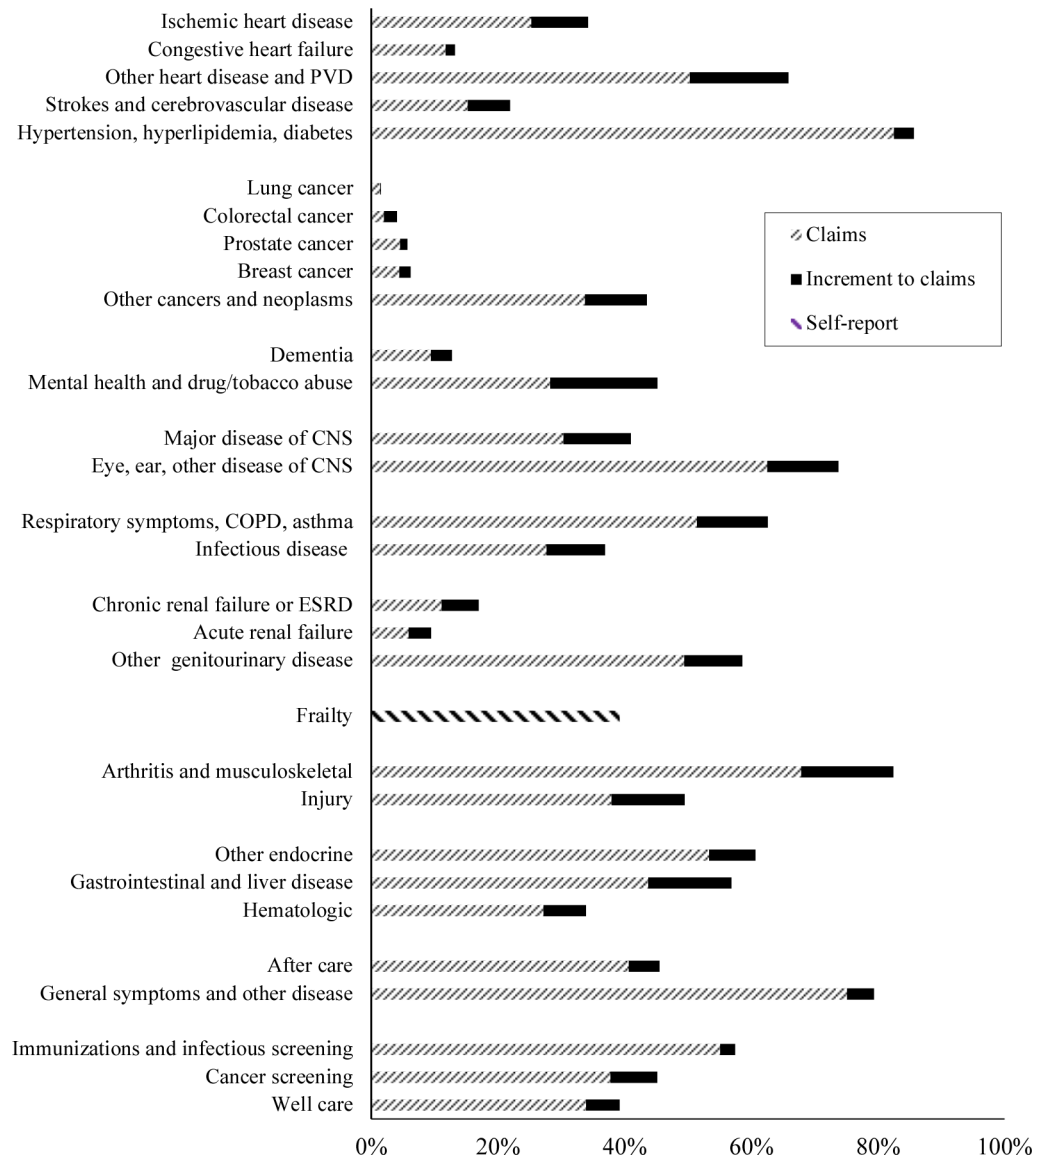 Ischemic heart disease
Congestive heart failure
Other heart disease and PVD
Strokes and cerebrovascular disease
Hypertension, hyperlipidemia, diabetes
Lung cancer
Colorectal cancer
Prostate cancer
Breast cancer
Other cancers and neoplasms
Dementia
Mental health and drug/tobacco abuse
Major disease of CNS
Eye, ear, other disease of CNS
Respiratory symptoms, COPD, asthma
Infectious disease
Chronic renal failure or ESRD
Acute renal failure
Other genitourinary disease
Frailty
Arthritis and musculoskeletal
Injury
Other endocrine
Gastrointestinal and liver disease
Hematologic
After care
General symptoms and other disease
Immunizations and infectious screening
Cancer screening
Well care
0% 20% 40% 60% 80% 100%
Claims
Increment to claims
Self-report